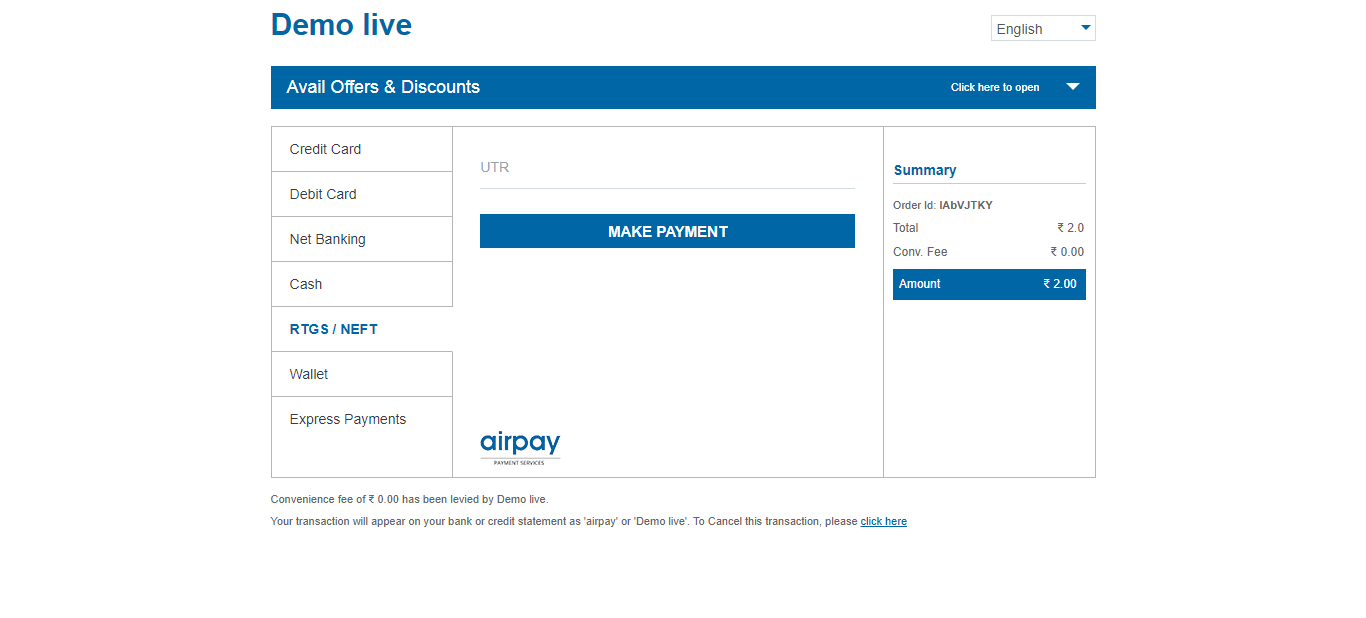 Demo live
English
Avail Offers & Discounts
Click here to open
Credit Card
Debit Card
Net Banking
Cash
RTGS / NEFT
Wallet
Express Payments
UTR
MAKE PAYMENT
airpay
PAYMENT SERVICES
Summary
Order Id: IAbVJTKY
Total ₹ 2.0
Conv. Fee ₹ 0.00
Amount ₹ 2.00
Convenience fee of ₹ 0.00 has been levied by Demo live.
Your transaction will appear on your bank or credit statement as 'airpay' or 'Demo live'. To Cancel this transaction, please click here